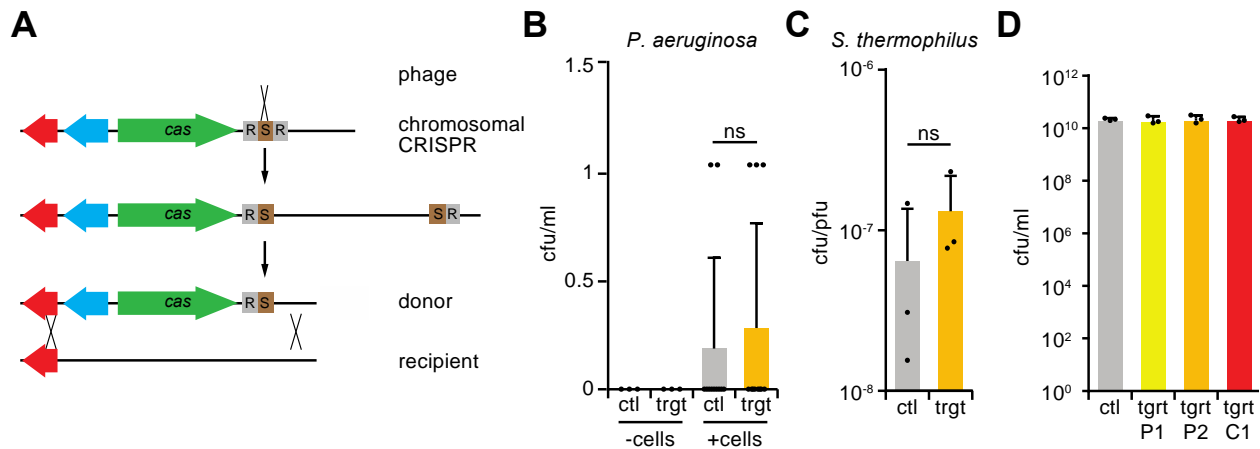 A
phage
cas
R S R
chromosomal
CRISPR
cas
R S
S R
cas
R S
donor
recipient
B
P. aeruginosa
cfu/ml
1.5
1
0.5
0
ns
ctl trgt ctl trgt
-cells +cells
C
S. thermophilus
cfu/pfu
10-6
10-7
10-8
ns
ctl trgt
D
cfu/ml
1012
1010
108
106
104
102
100
ctl tgrt tgrt tgrt
P1 P2 C1